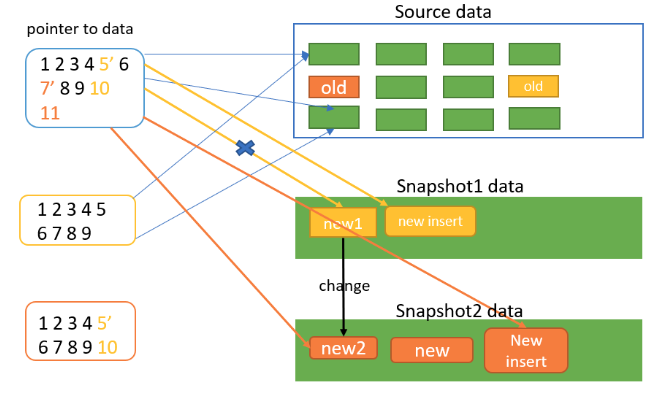 Source data
pointer to data
1 2 3 4 5′ 6
7′ 8 9 10
11
old
old
1 2 3 4 5
6 7 8 9
Snapshot1 data
new1
new insert
change
Snapshot2 data
1 2 3 4 5′
6 7 8 9 10
new2
new
New
insert